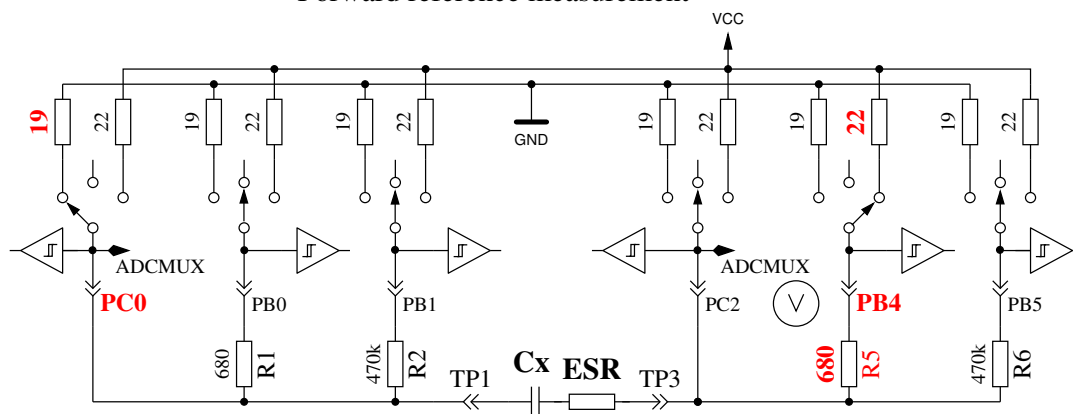 Forward reference measurement
VCC
19
22
19
22
19
22
GND
19
22
19
22
19
22
ADCMUX
ADCMUX
PC0
PB0
PB1
PC2
V
PB4
PB5
680
R1
470k
R2
TP1
Cx
ESR
TP3
680
R5
470k
R6